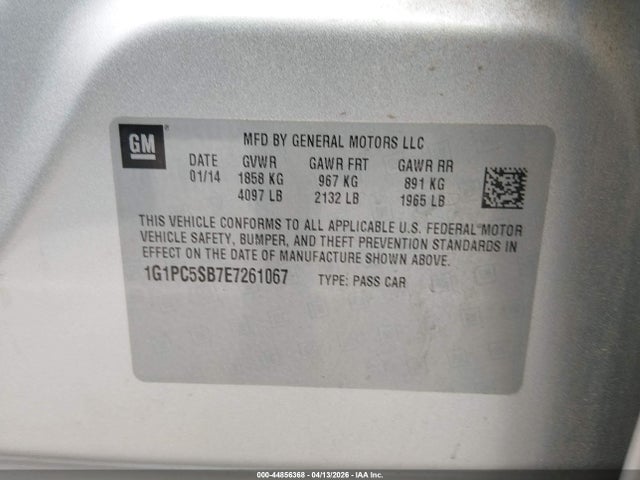 GM ®
MFD BY GENERAL MOTORS LLC
DATE GVWR GAWR FRT GAWR RR
01/14 1858 KG 967 KG 891 KG
4097 LB 2132 LB 1965 LB
THIS VEHICLE CONFORMS TO ALL APPLICABLE U.S. FEDERAL MOTOR
VEHICLE SAFETY, BUMPER, AND THEFT PREVENTION STANDARDS IN
EFFECT ON THE DATE OF MANUFACTURE SHOWN ABOVE.
1G1PC5SB7E7261067 TYPE: PASS CAR
000-44856368 - 04/13/2026 - IAA Inc.